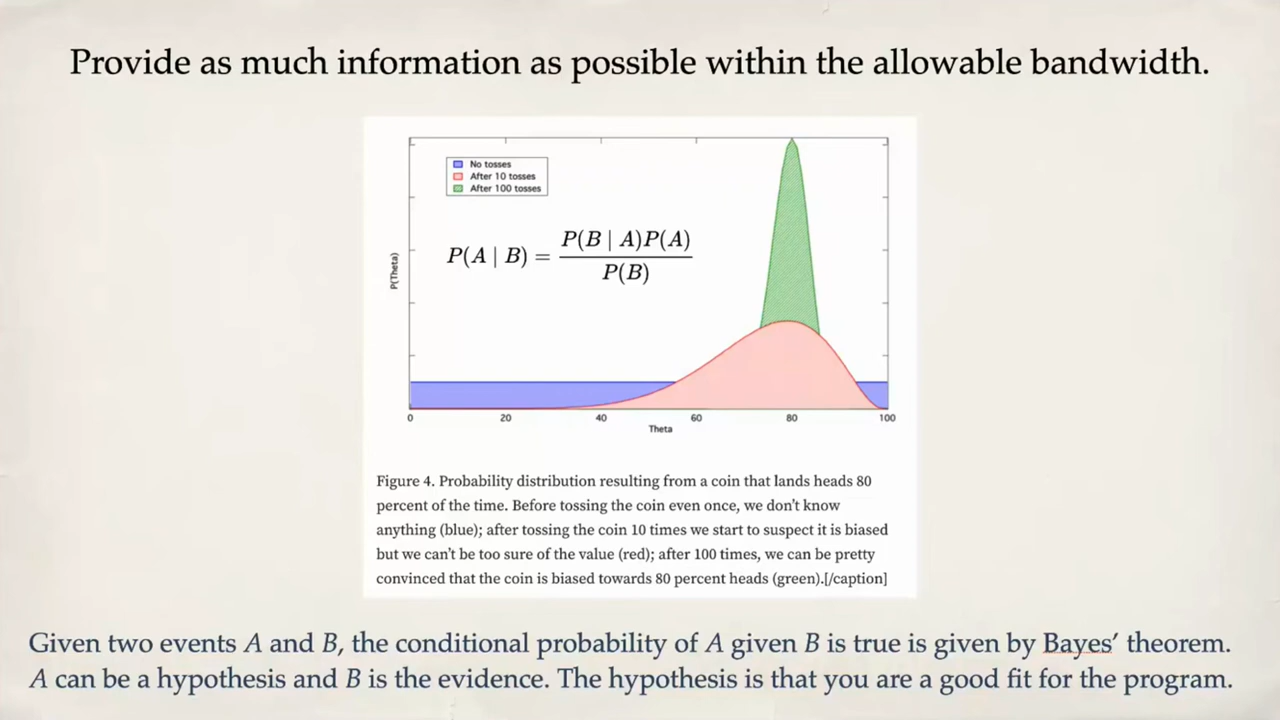 Provide as much information as possible within the allowable bandwidth.
No tosses
After 10 tosses
After 100 tosses
P(A | B) = P(B | A)P(A) / P(B)
P(Theta)
0 20 40 60 80 100
Theta
Figure 4. Probability distribution resulting from a coin that lands heads 80
percent of the time. Before tossing the coin even once, we don't know
anything (blue); after tossing the coin 10 times we start to suspect it is biased
but we can't be too sure of the value (red); after 100 times, we can be pretty
convinced that the coin is biased towards 80 percent heads (green).[/caption]
Given two events A and B, the conditional probability of A given B is true is given by Bayes' theorem.
A can be a hypothesis and B is the evidence. The hypothesis is that you are a good fit for the program.